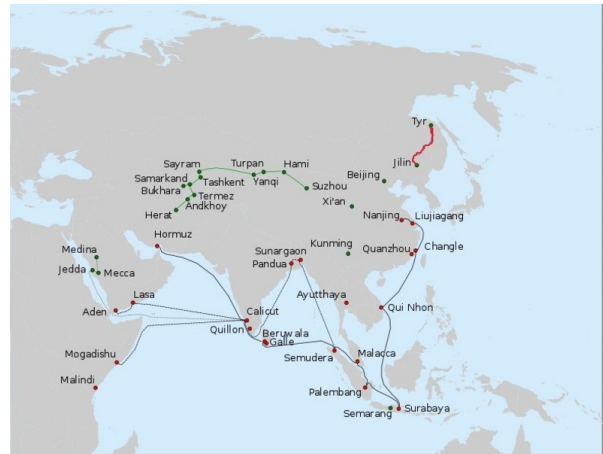 Tyr
Jilin
Sayram
Turpan
Hami
Samarkand
Tashkent
Yanqi
Beijing
Bukhara
Termez
Suzhou
Xi'an
Andkhoy
Herat
Nanjing
Liujiagang
Hormuz
Medina
Sunargaon
Kunming
Quanzhou
Changle
Pandua
Jedda
Mecca
Lasa
Ayutthaya
Aden
Calicut
Qui Nhon
Quillon
Beruwala
Galle
Mogadishu
Semudera
Malacca
Malindi
Palembang
Semarang
Surabaya